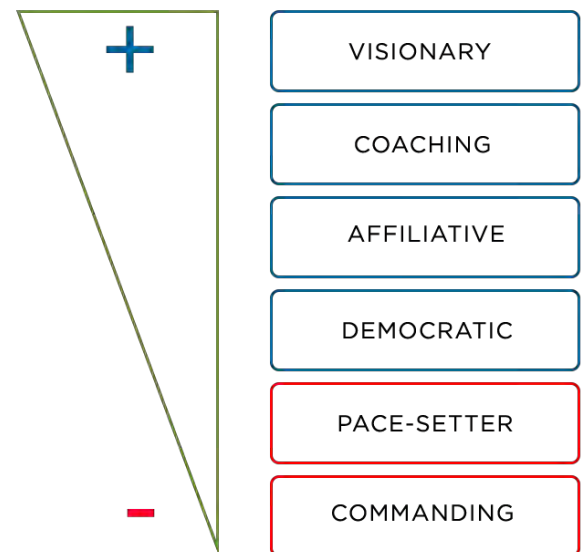 +
VISIONARY
COACHING
AFFILIATIVE
DEMOCRATIC
PACE-SETTER
-
COMMANDING